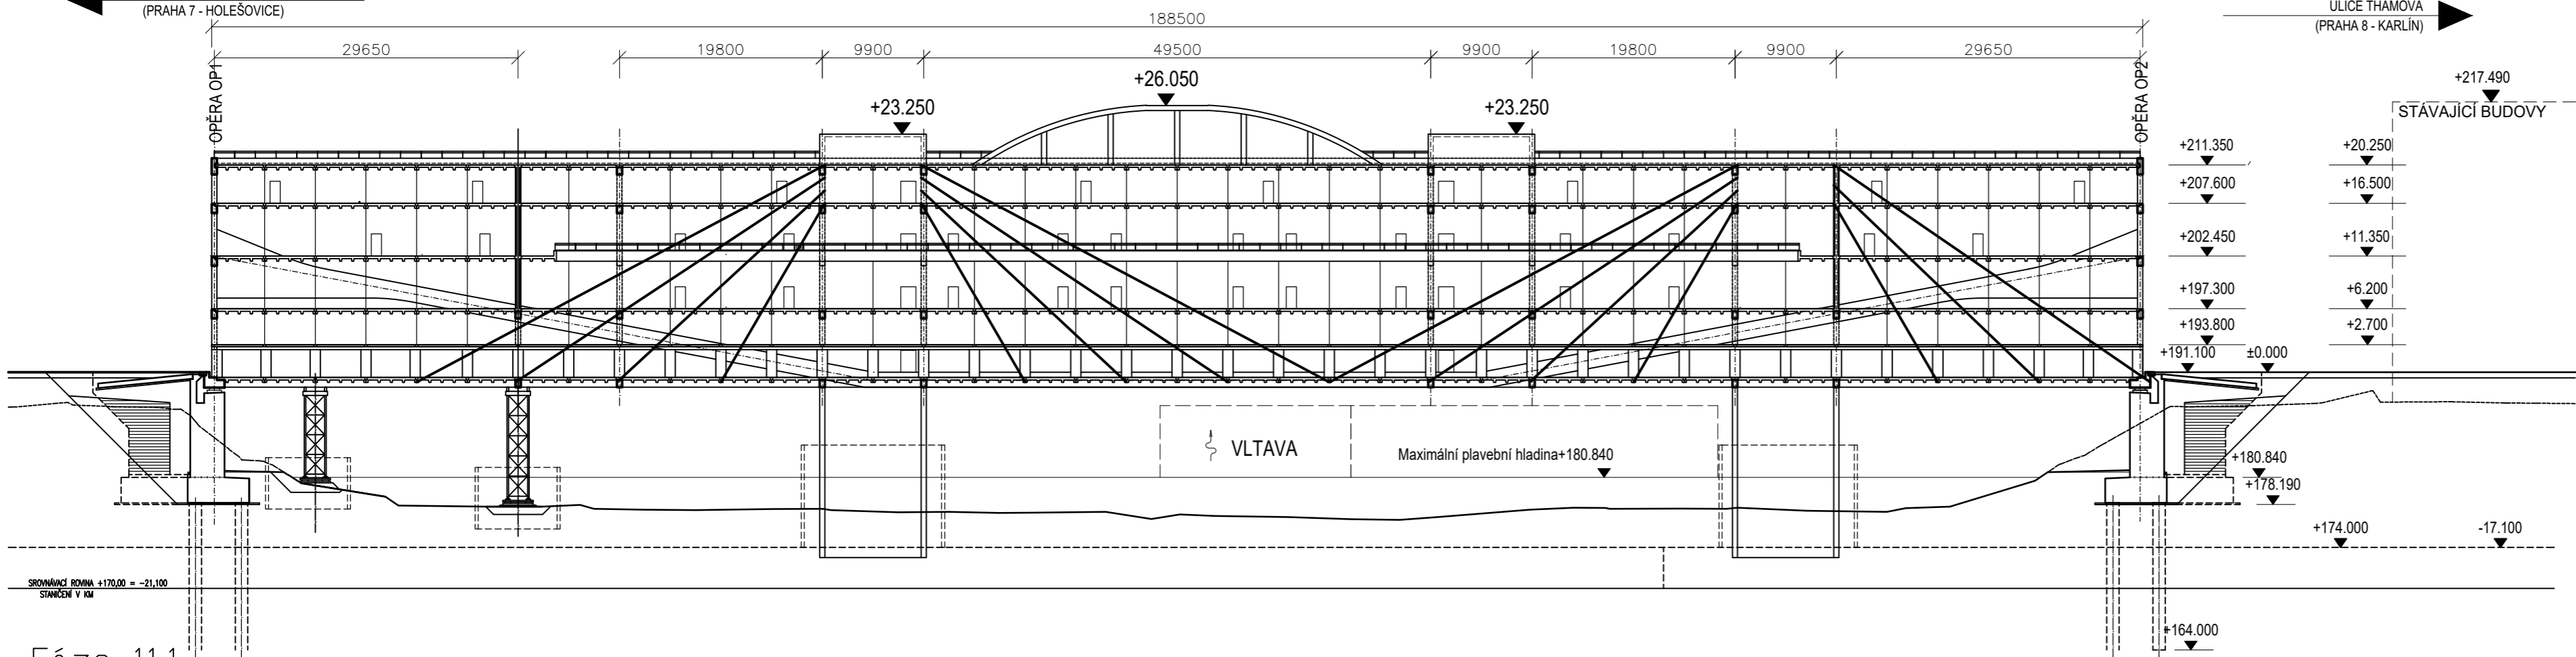 (PRAHA 7 - HOLEŠOVICE)
ULICE THÁMOVA
(PRAHA 8 - KARLÍN)
188500
29650 19800 9900 49500 9900 19800 9900 29650
OPĚRA OP1
OPĚRA OP2
+26.050
+23.250 +23.250
+217.490
STÁVAJÍCÍ BUDOVY
+211.350 +20.250
+207.600 +16.500
+202.450 +11.350
+197.300 +6.200
+193.800 +2.700
+191.100 ±0.000
VLTAVA
Maximální plavební hladina+180.840
+180.840
+178.190
+174.000 -17.100
SROVNÁVACÍ ROVINA +170,00 = -21,100
STANIČENÍ V KM
+164.000
Fáze 11.1